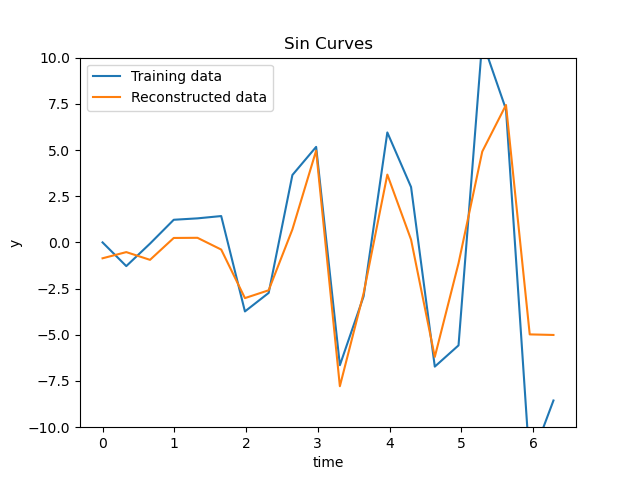 Sin Curves
10.0
7.5
5.0
2.5
0.0
−2.5
−5.0
−7.5
−10.0
y
Training data
Reconstructed data
0 1 2 3 4 5 6
time